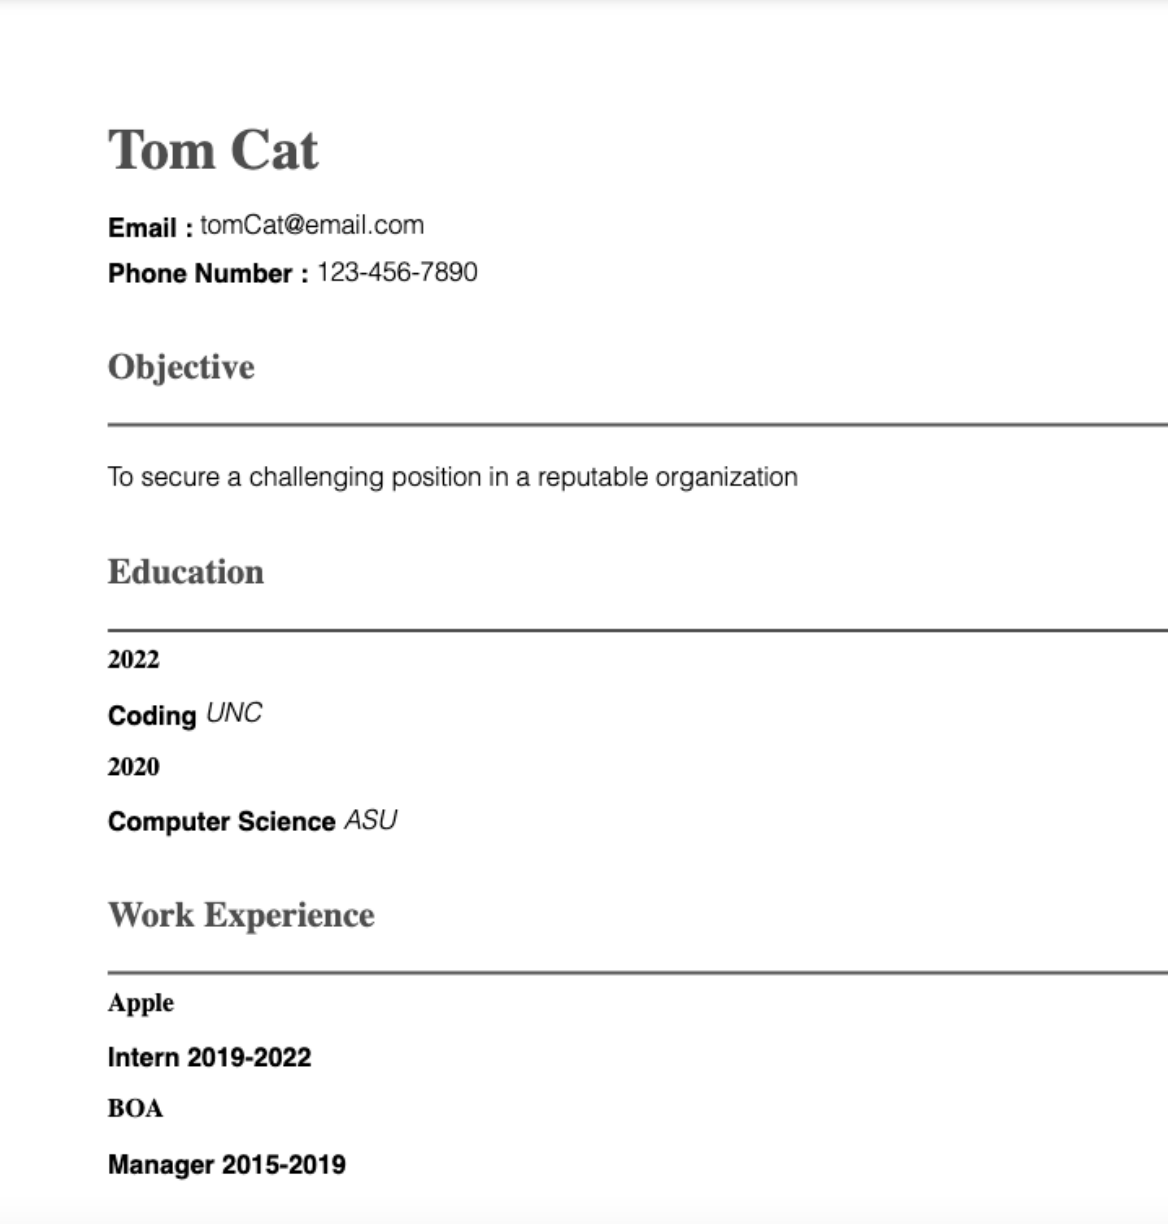 Tom Cat
Email : tomCat@email.com
Phone Number : 123-456-7890
Objective
To secure a challenging position in a reputable organization
Education
2022
Coding UNC
2020
Computer Science ASU
Work Experience
Apple
Intern 2019-2022
BOA
Manager 2015-2019